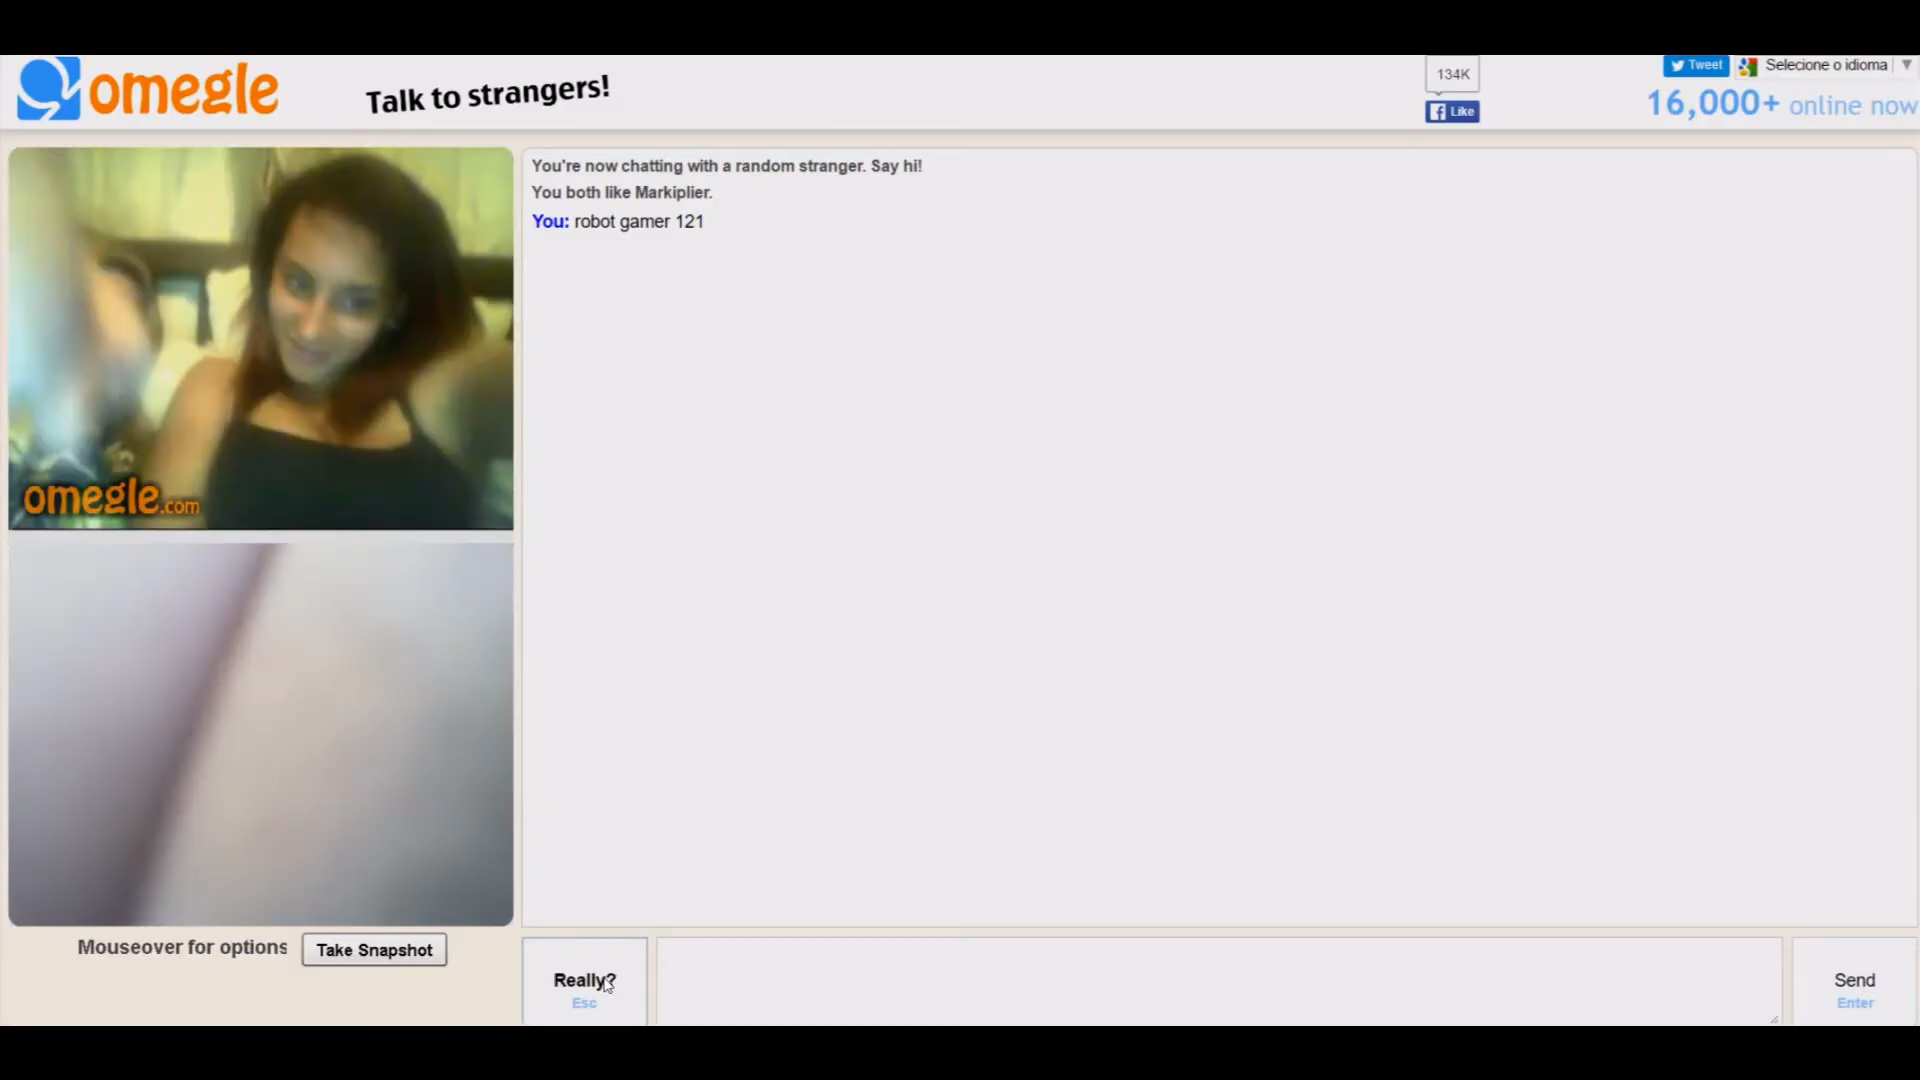 omegle
Talk to strangers!
134K
Like
Tweet
Selecione o idioma
16,000+ online now
You're now chatting with a random stranger. Say hi!
You both like Markiplier.
You: robot gamer 121
omegle.com
Mouseover for options
Take Snapshot
Really?
Esc
Send
Enter